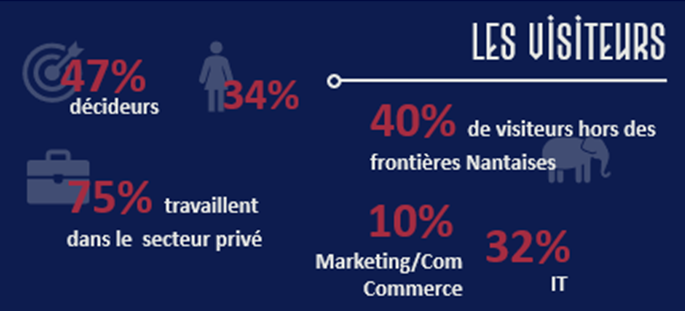 LES VISITEURS
47%
décideurs
34%
40% de visiteurs hors des
frontières Nantaises
75% travaillent
dans le secteur privé
10%
Marketing/Com
Commerce
32%
IT